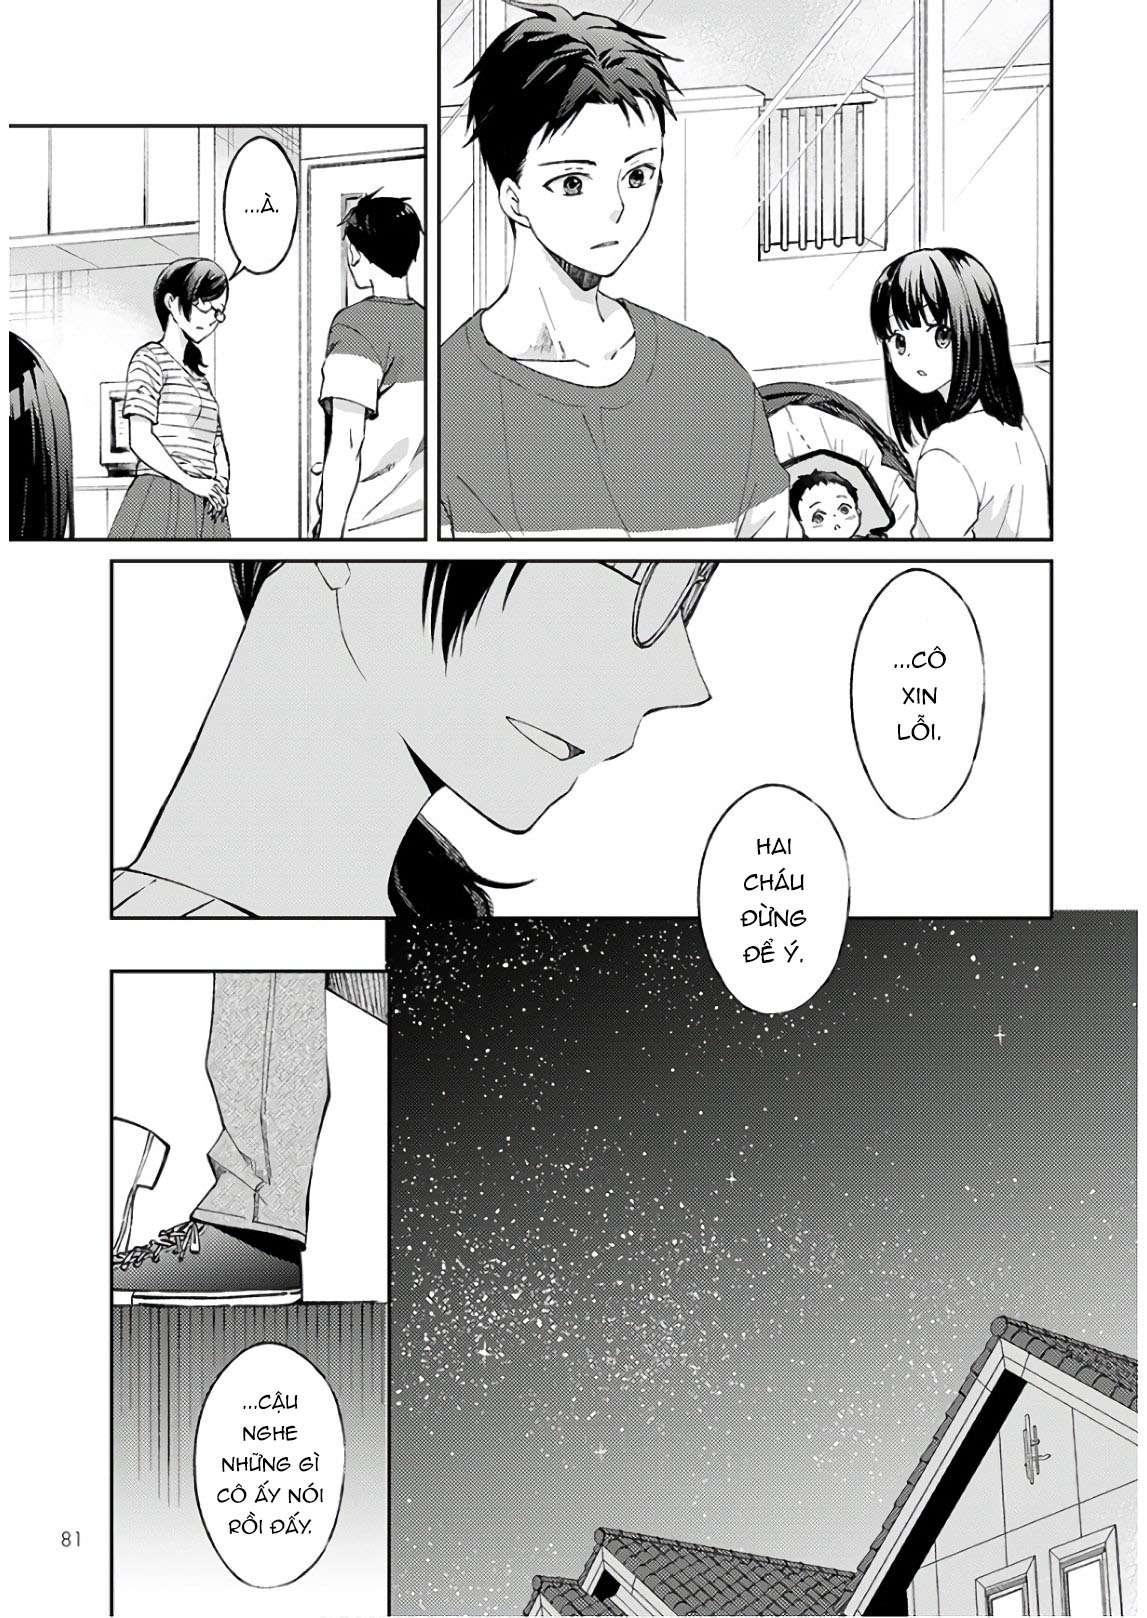 ...À.
...CÔ
XIN
LỖI.
HAI
CHÁU
ĐỪNG
ĐỂ Ý.
...CẬU
NGHE
NHỮNG GÌ
CÔ ẤY NÓI
RỒI ĐẤY.
81